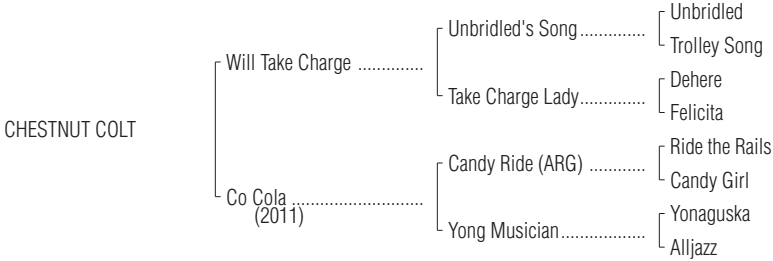 Unbridled
Unbridled's Song..............
Trolley Song
Will Take Charge ..............
Dehere
Take Charge Lady..............
Felicita
CHESTNUT COLT
Ride the Rails
Candy Ride (ARG) ............
Candy Girl
Co Cola ............................
(2011)
Yonaguska
Yong Musician..................
Alljazz